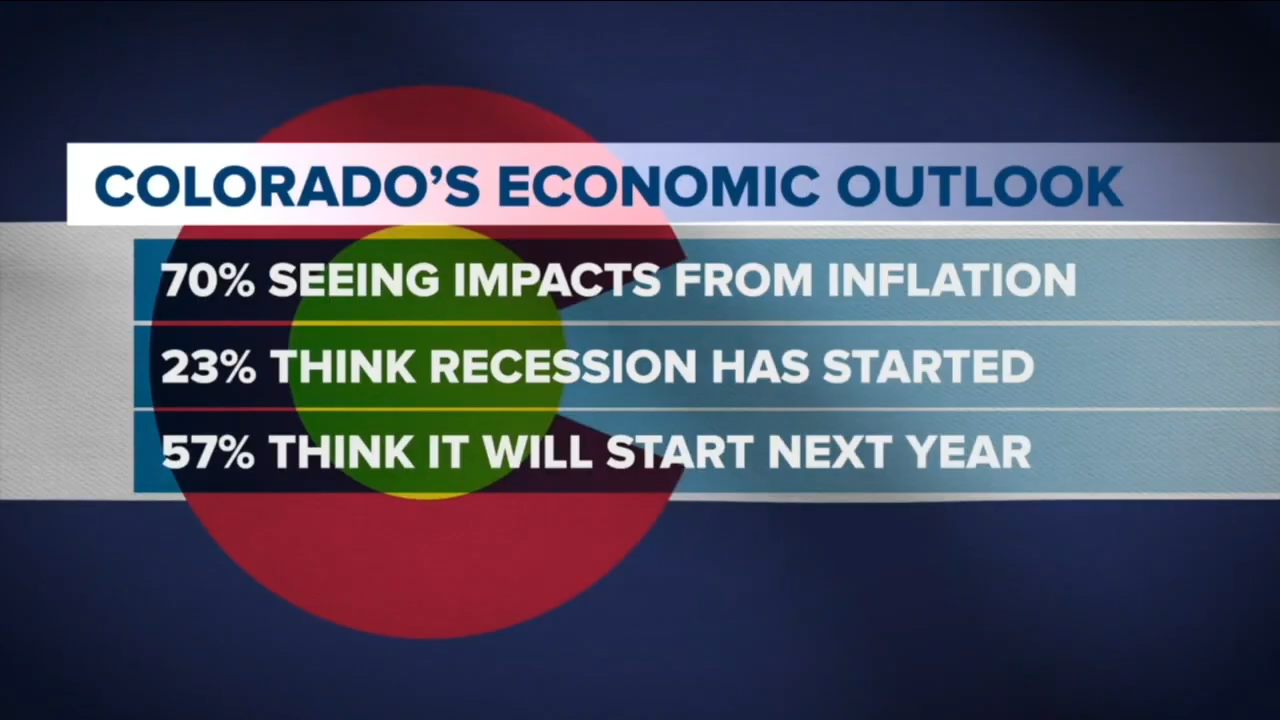 COLORADO’S ECONOMIC OUTLOOK
70% SEEING IMPACTS FROM INFLATION
23% THINK RECESSION HAS STARTED
57% THINK IT WILL START NEXT YEAR